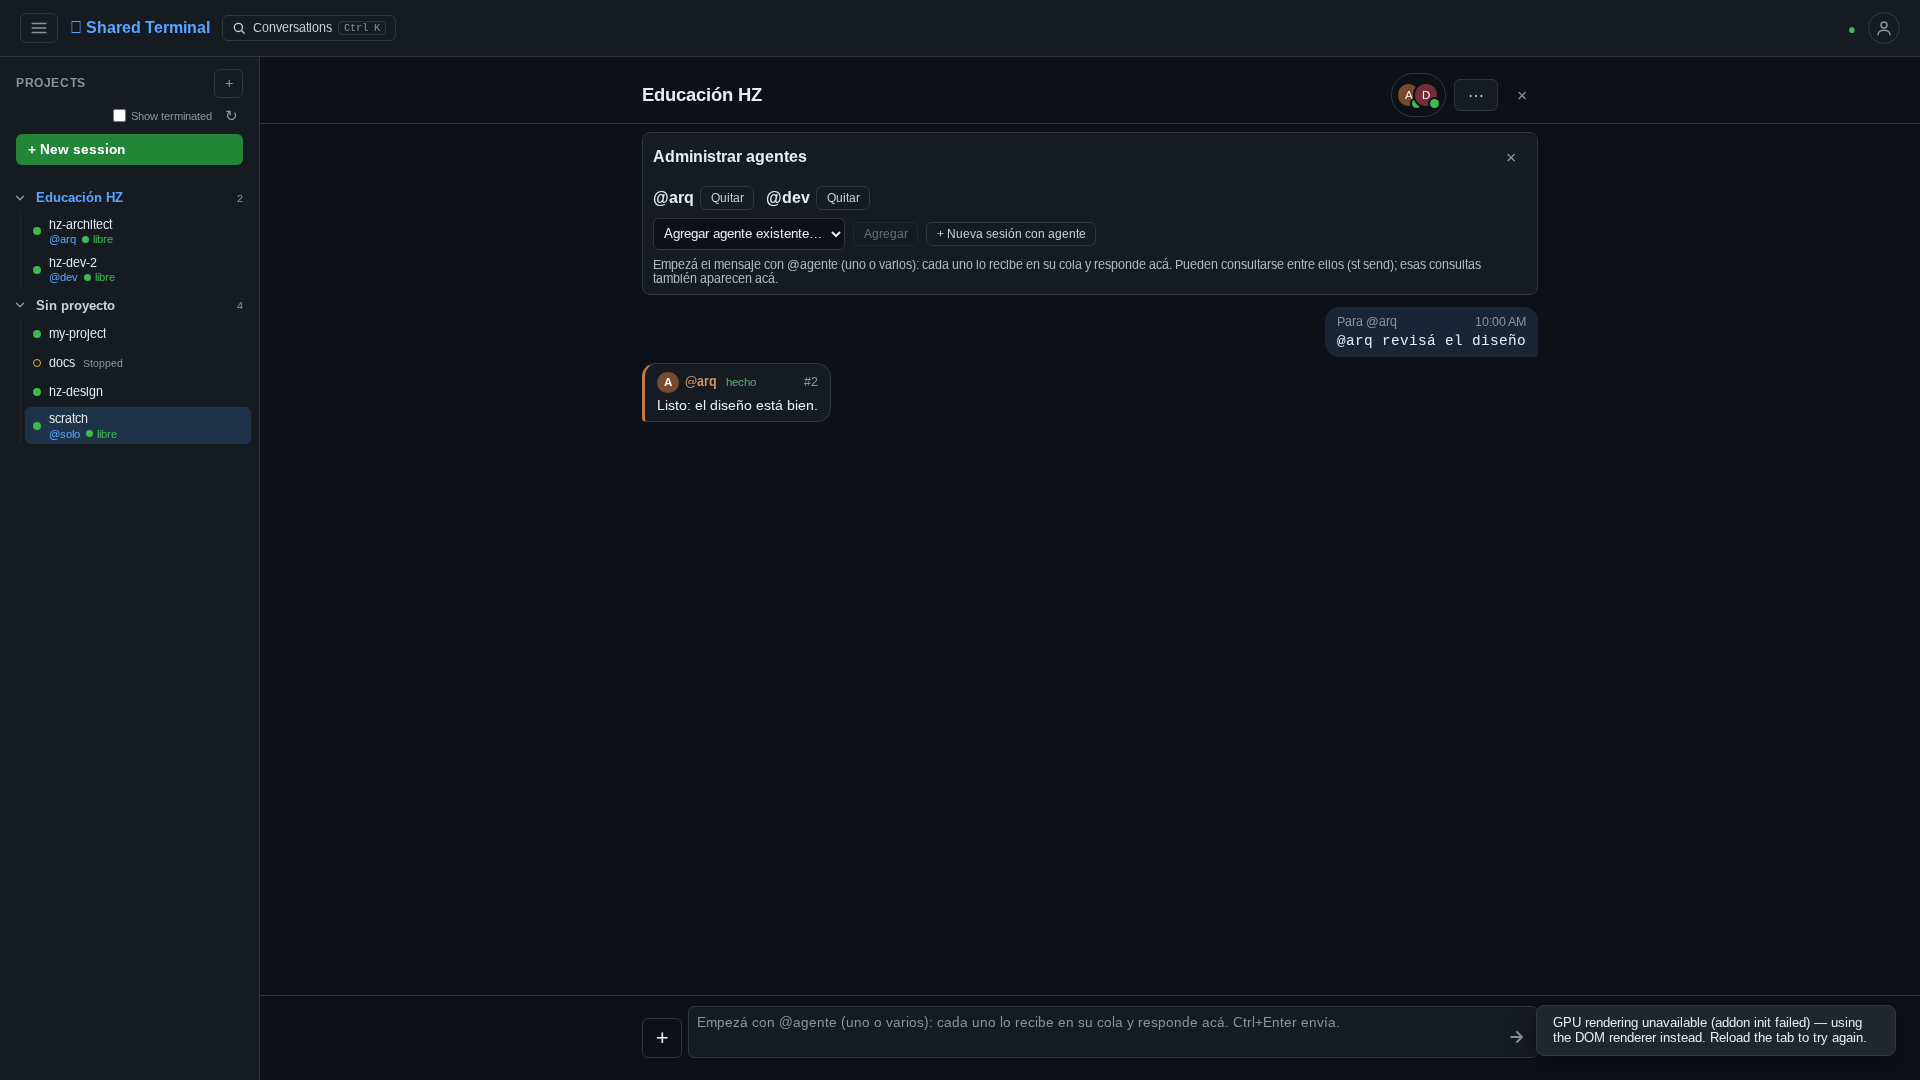 Shared Terminal
Conversations Ctrl K
PROJECTS
+
Show terminated ↻
+ New session
Educación HZ 2
hz-architect
@arq libre
hz-dev-2
@dev libre
Sin proyecto 4
my-project
docs Stopped
hz-design
scratch
@solo libre
Educación HZ
A D ⋯ ×
Administrar agentes ×
@arq Quitar @dev Quitar
Agregar agente existente… Agregar + Nueva sesión con agente
Empezá el mensaje con @agente (uno o varios): cada uno lo recibe en su cola y responde acá. Pueden consultarse entre ellos (st send); esas consultas
también aparecen acá.
Para @arq 10:00 AM
@arq revisá el diseño
A @arq hecho #2
Listo: el diseño está bien.
+
Empezá con @agente (uno o varios): cada uno lo recibe en su cola y responde acá. Ctrl+Enter envía.
GPU rendering unavailable (addon init failed) — using
the DOM renderer instead. Reload the tab to try again.